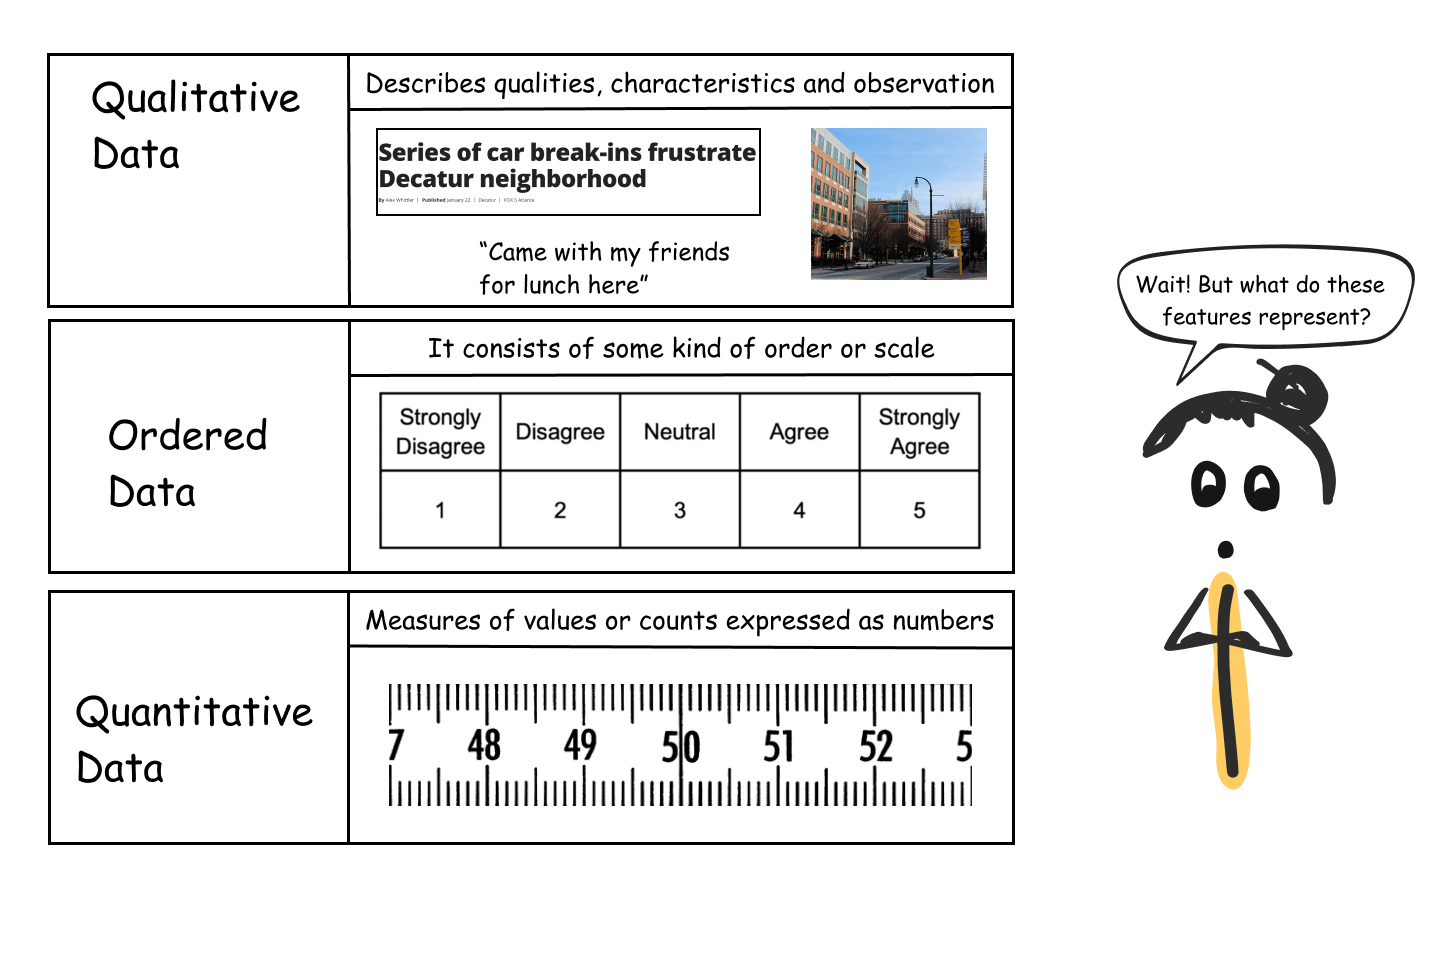 Qualitative
Data
Describes qualities, characteristics and observation
Series of car break-ins frustrate
Decatur neighborhood
By Alex Whittler | Published January 22 | Decatur | FOX 5 Atlanta
“Came with my friends
for lunch here”
Wait! But what do these
features represent?
Ordered
Data
It consists of some kind of order or scale
Strongly
Disagree
Disagree
Neutral
Agree
Strongly
Agree
1 2 3 4 5
Quantitative
Data
Measures of values or counts expressed as numbers
7 48 49 50 51 52 5